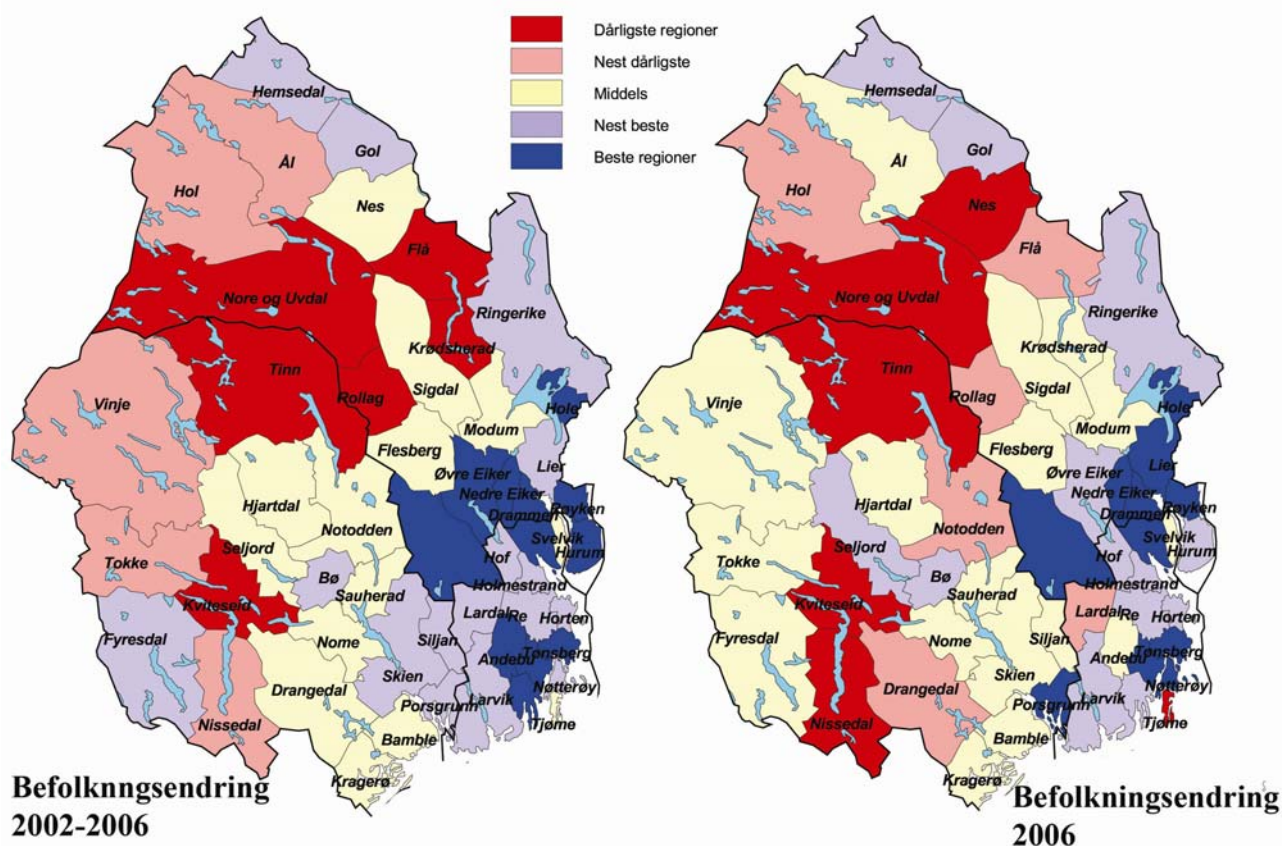 Dårligste regioner
Nest dårligste
Middels
Nest beste
Beste regioner
Hemsedal
Ål
Gol
Hol
Nes
Flå
Nore og Uvdal
Ringerike
Krødsherad
Tinn
Sigdal
Rollag
Vinje
Hole
Modum
Flesberg
Øvre Eiker
Lier
Nedre Eiker
Hjartdal
Drammen
Røyken
Notodden
Svelvik
Hurum
Seljord
Hof
Tokke
Bø
Holmestrand
Sauherad
Kviteseid
Lardal
Re
Horten
Fyresdal
Nome
Siljan
Andebu
Tønsberg
Skien
Drangedal
Nøtterøy
Porsgrunn
Larvik
Nissedal
Tjøme
Bamble
Kragerø
Befolknngsendring
2002-2006
Hemsedal
Ål
Gol
Hol
Nes
Flå
Nore og Uvdal
Ringerike
Krødsherad
Tinn
Sigdal
Rollag
Vinje
Hole
Modum
Flesberg
Øvre Eiker
Lier
Nedre Eiker
Hjartdal
Drammen
Røyken
Notodden
Svelvik
Hurum
Seljord
Hof
Tokke
Bø
Holmestrand
Sauherad
Kviteseid
Lardal
Re
Horten
Fyresdal
Nome
Siljan
Andebu
Tønsberg
Skien
Drangedal
Nøtterøy
Porsgrunn
Larvik
Nissedal
Tjøme
Bamble
Kragerø
Befolkningsendring
2006